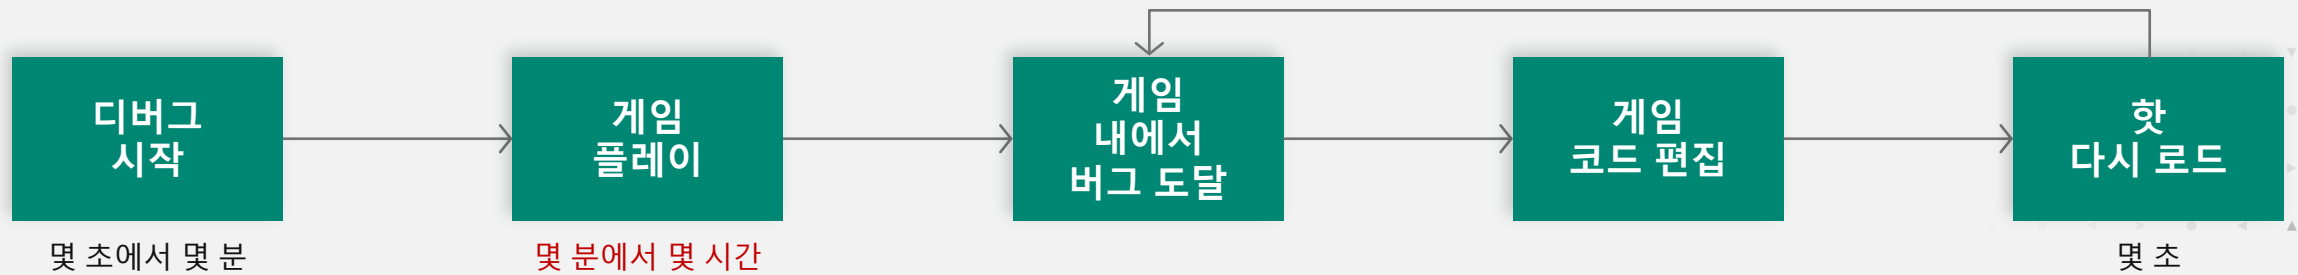 디버그
시작
게임
플레이
게임
내에서
버그 도달
게임
코드 편집
핫
다시 로드
몇 초에서 몇 분
몇 분에서 몇 시간
몇 초